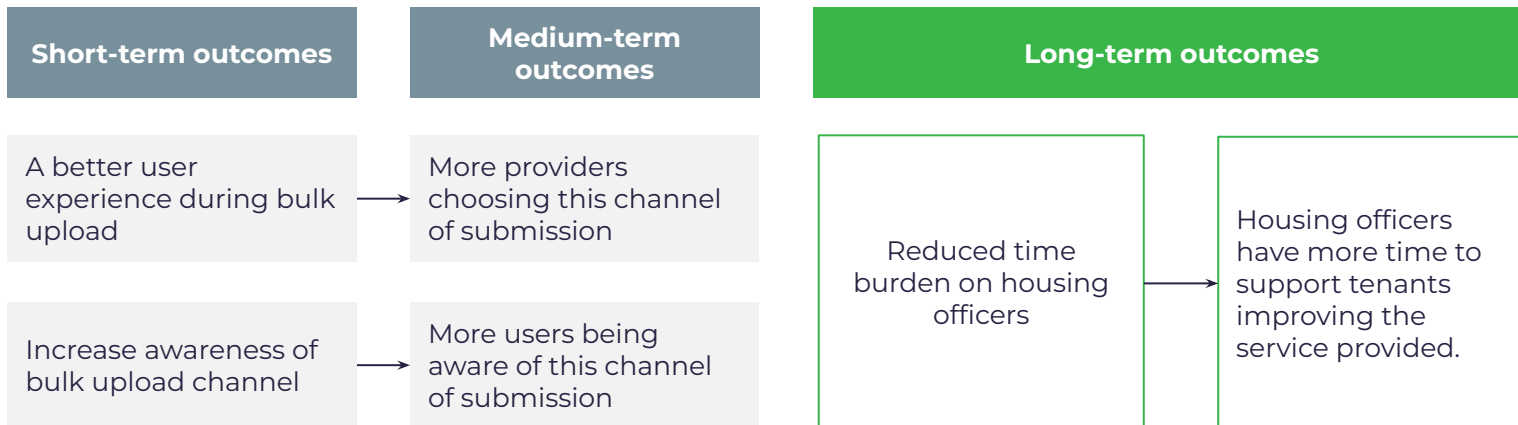 Short-term outcomes
Medium-term
outcomes
Long-term outcomes
A better user
experience during bulk
upload
More providers
choosing this channel
of submission
Increase awareness of
bulk upload channel
More users being
aware of this channel
of submission
Reduced time
burden on housing
officers
Housing officers
have more time to
support tenants
improving the
service provided.